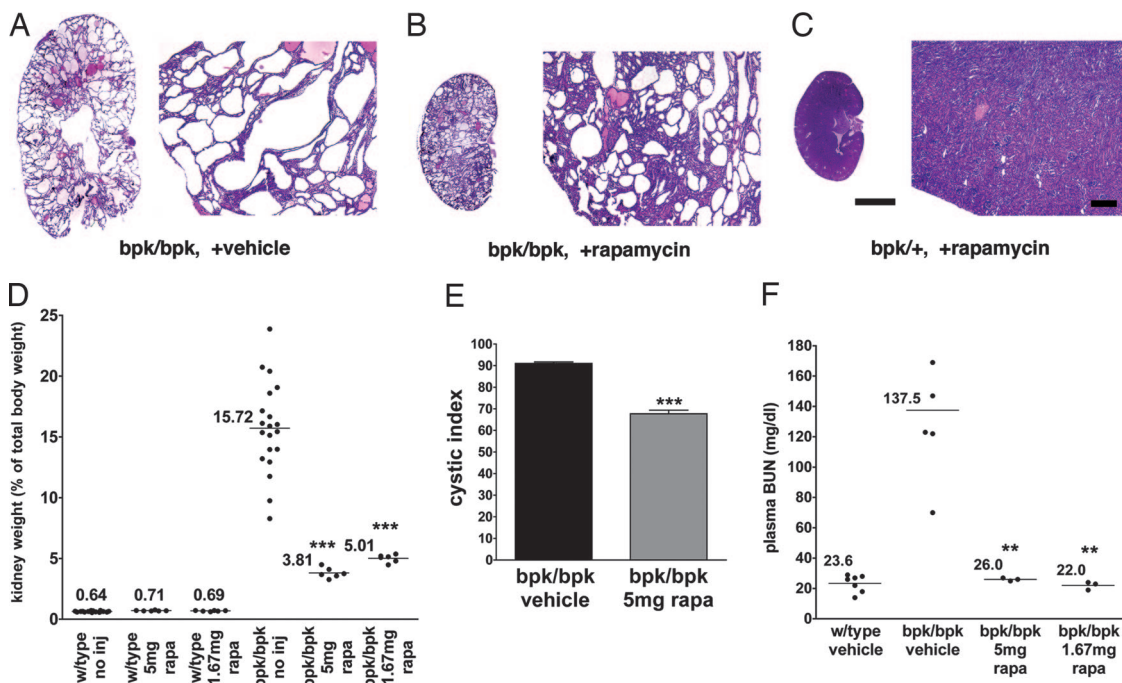 A
B
C
bpk/bpk, +vehicle
bpk/bpk, +rapamycin
bpk/+, +rapamycin
D
kidney weight (% of total body weight)
25
20
15
10
5
0
0.64
0.71
0.69
15.72
3.81
***
5.01
***
w/type
no inj
w/type
5mg
rapa
w/type
1.67mg
rapa
bpk/bpk
no inj
bpk/bpk
5mg
rapa
bpk/bpk
1.67mg
rapa
E
cystic index
100
90
80
70
60
50
40
30
20
10
0
***
bpk/bpk
vehicle
bpk/bpk
5mg rapa
F
plasma BUN (mg/dl)
180
160
140
120
100
80
60
40
20
0
23.6
137.5
26.0
**
22.0
**
w/type
vehicle
bpk/bpk
vehicle
bpk/bpk
5mg
rapa
bpk/bpk
1.67mg
rapa